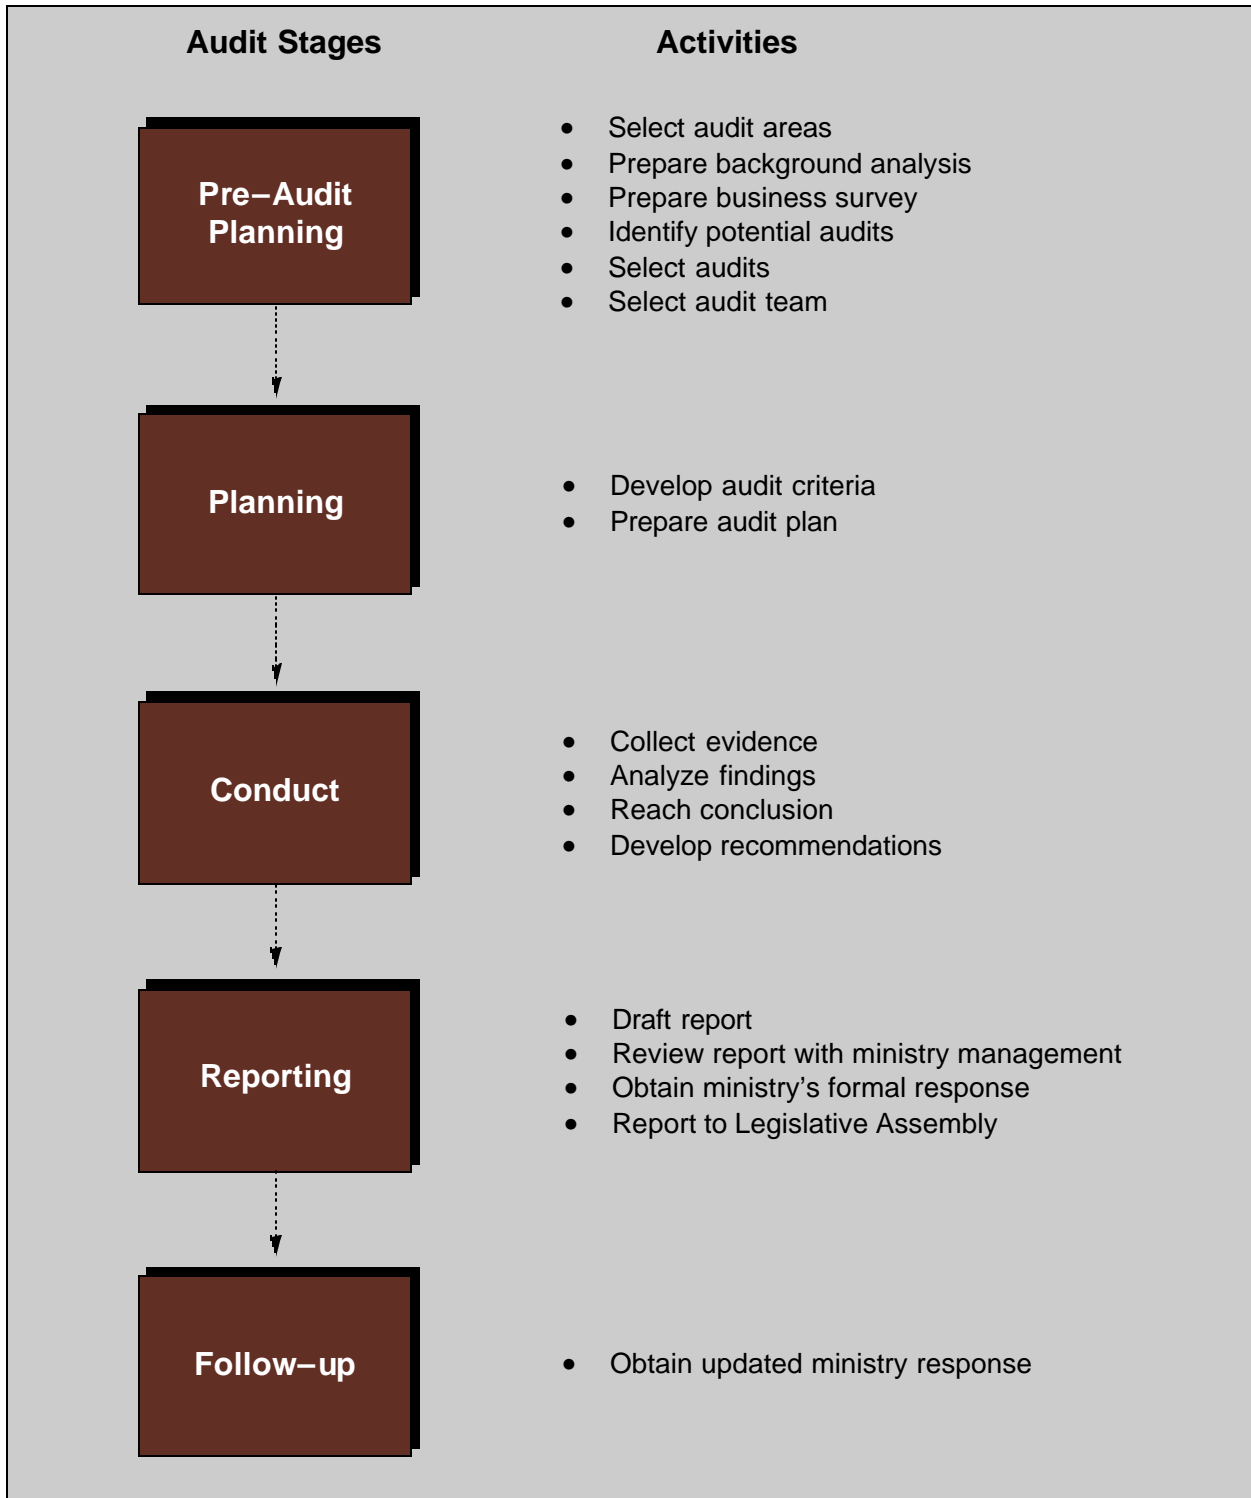 Audit Stages
Activities
Pre–Audit
Planning
• Select audit areas
• Prepare background analysis
• Prepare business survey
• Identify potential audits
• Select audits
• Select audit team
Planning
• Develop audit criteria
• Prepare audit plan
Conduct
• Collect evidence
• Analyze findings
• Reach conclusion
• Develop recommendations
Reporting
• Draft report
• Review report with ministry management
• Obtain ministry’s formal response
• Report to Legislative Assembly
Follow–up
• Obtain updated ministry response